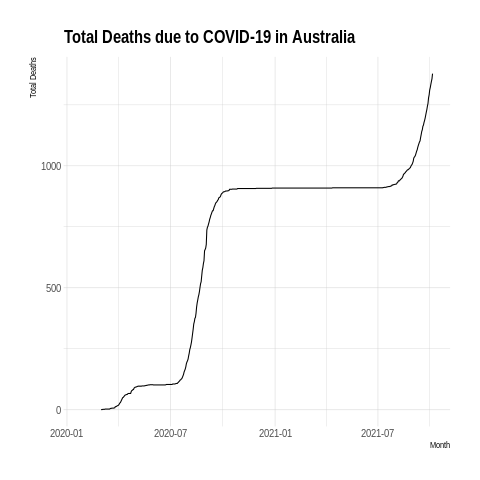 Total Deaths due to COVID-19 in Australia
Total Deaths
1000
500
0
2020-01 2020-07 2021-01 2021-07
Month